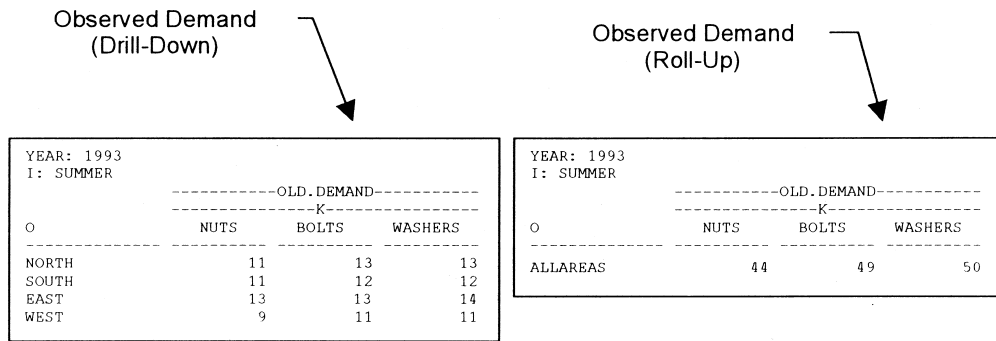 Observed Demand
(Drill-Down)
YEAR: 1993
I: SUMMER
-----------OLD.DEMAND-----------
---------------K----------------
O NUTS BOLTS WASHERS
-------------- ---------- ---------- ----------
NORTH 11 13 13
SOUTH 11 12 12
EAST 13 13 14
WEST 9 11 11
Observed Demand
(Roll-Up)
YEAR: 1993
I: SUMMER
-----------OLD.DEMAND-----------
---------------K----------------
O NUTS BOLTS WASHERS
-------------- ---------- ---------- ----------
ALLAREAS 44 49 50